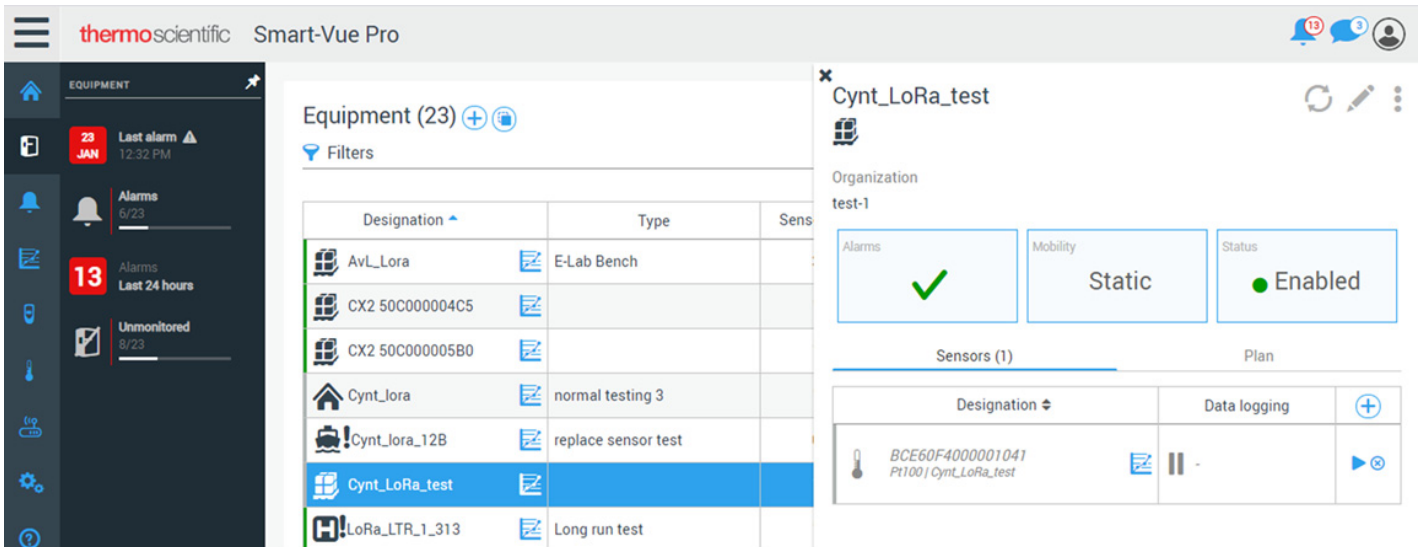 thermoscientific Smart-Vue Pro
13
3
EQUIPMENT
23
JAN
Last alarm
12:32 PM
Alarms
6/23
13
Alarms
Last 24 hours
Unmonitored
8/23
Equipment (23)
Filters
Designation Type
AvL_Lora E-Lab Bench
CX2 50C000004C5
CX2 50C000005B0
Cynt_lora normal testing 3
Cynt_lora_12B replace sensor test
Cynt_LoRa_test
LoRa_LTR_1_313 Long run test
Cynt_LoRa_test
Organization
test-1
Alarms
Mobility
Static
Status
Enabled
Sensors (1) Plan
Designation Data logging
BCE60F4000001041
Pt100 | Cynt_LoRa_test
-